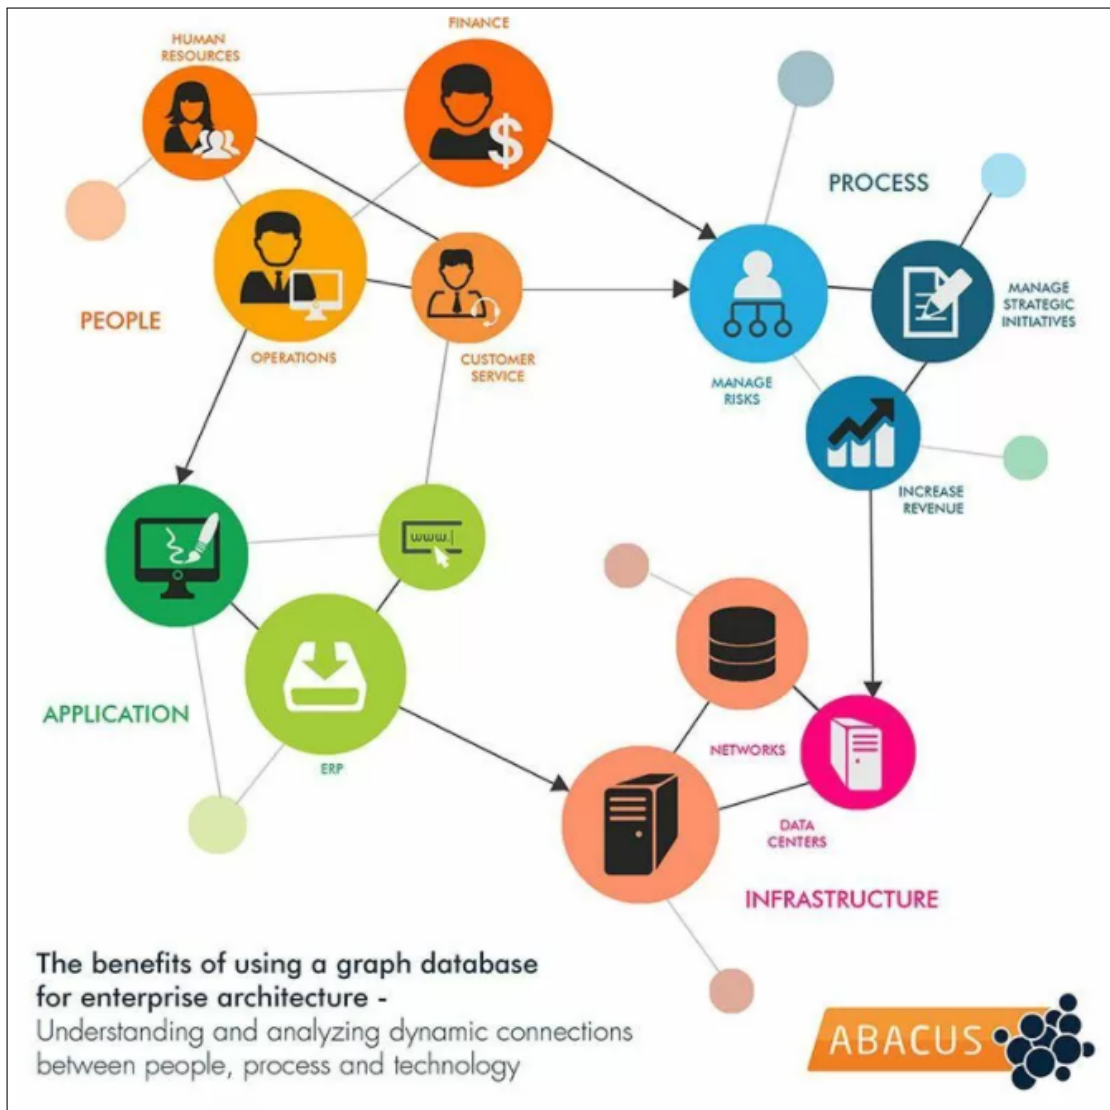 HUMAN
RESOURCES
FINANCE
$
PROCESS
MANAGE
STRATEGIC
INITIATIVES
PEOPLE
OPERATIONS
CUSTOMER
SERVICE
MANAGE
RISKS
INCREASE
REVENUE
www.
APPLICATION
ERP
NETWORKS
DATA
CENTERS
INFRASTRUCTURE
The benefits of using a graph database
for enterprise architecture -
Understanding and analyzing dynamic connections
between people, process and technology
ABACUS